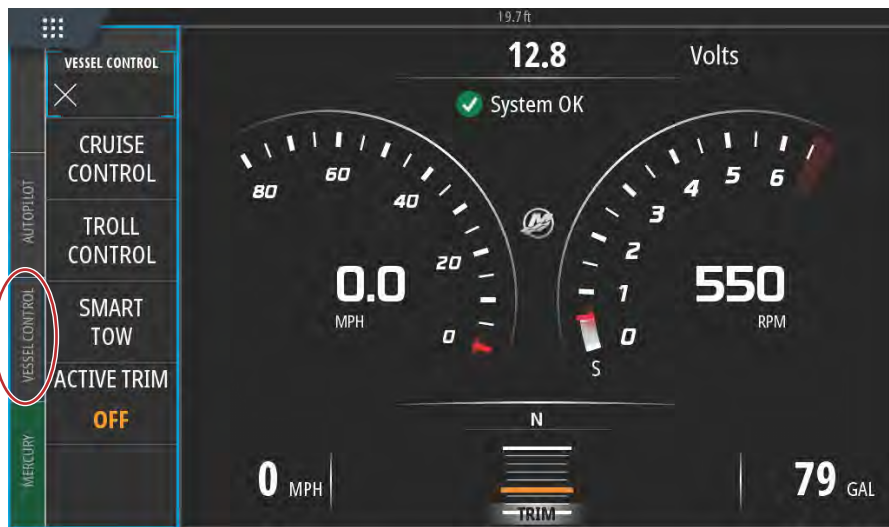 19.7 ft
12.8 Volts
System OK
VESSEL CONTROL
CRUISE
CONTROL
TROLL
CONTROL
SMART
TOW
ACTIVE TRIM
OFF
AUTOPILOT
VESSEL CONTROL
MERCURY
80
60
40
20
0
0.0
MPH
6
5
4
3
2
1
0
S
550
RPM
N
0 MPH
TRIM
79 GAL